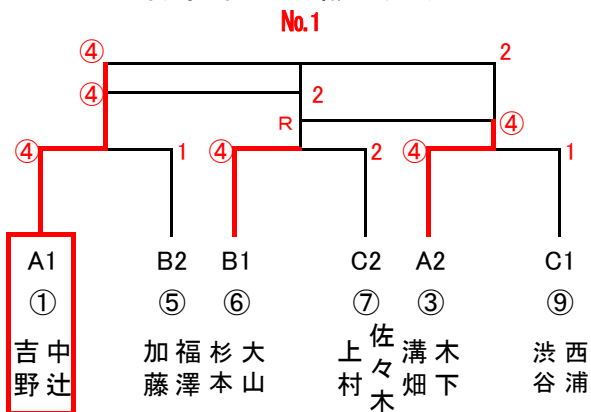 No.1
④ 2
④ 2
R ④
④ 1 ④ 2 ④ 1
A1 B2 B1 C2 A2 C1
① ⑤ ⑥ ⑦ ③ ⑨
吉野 中辻 加藤 福澤 杉本 大山 上村 佐々木 溝畑 木下 渋谷 西浦